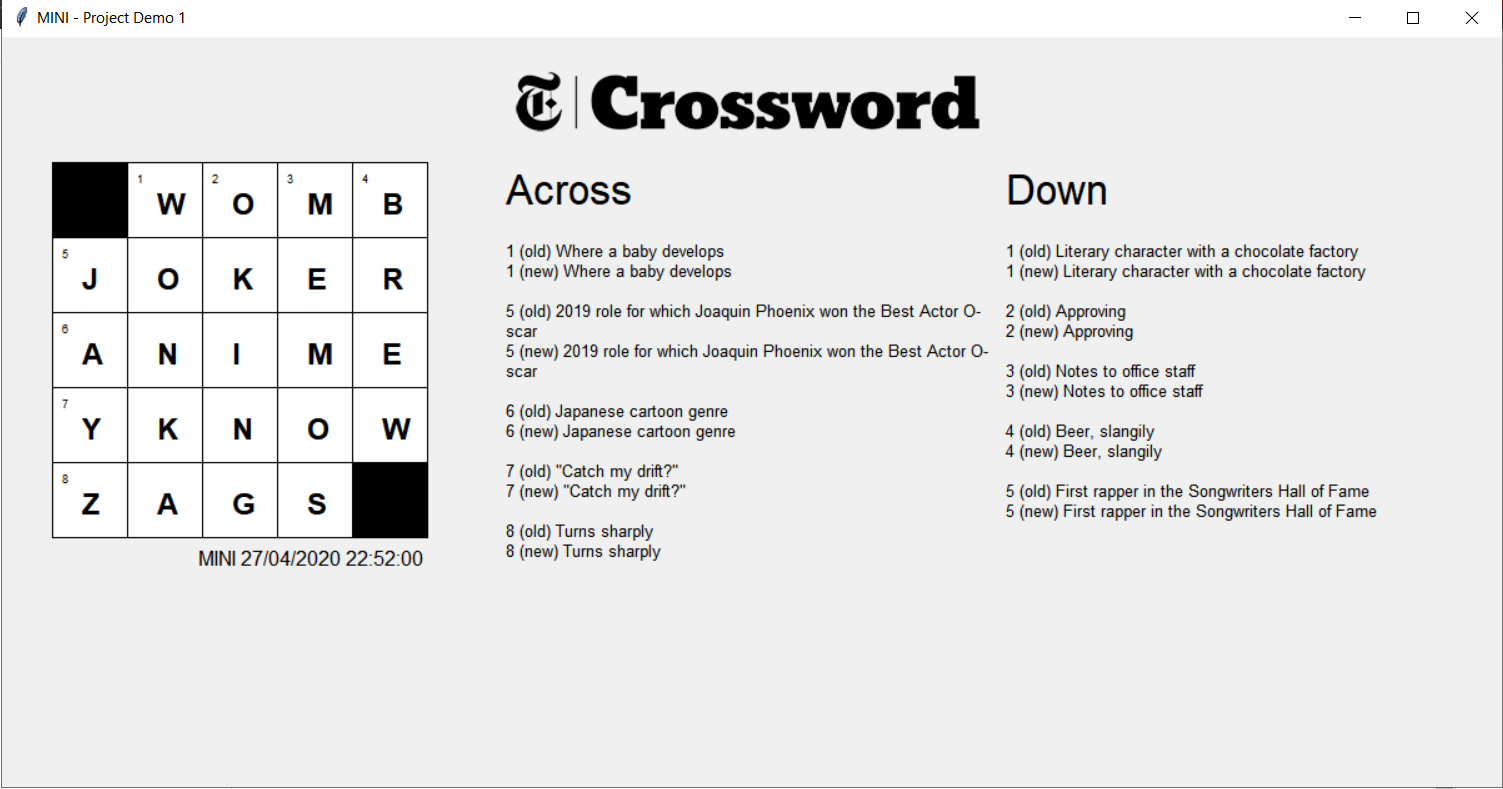 MINI - Project Demo 1
T | Crossword
1 W 2 O 3 M 4 B
5 J O K E R
6 A N I M E
7 Y K N O W
8 Z A G S
MINI 27/04/2020 22:52:00
Across
1 (old) Where a baby develops
1 (new) Where a baby develops
5 (old) 2019 role for which Joaquin Phoenix won the Best Actor O-
scar
5 (new) 2019 role for which Joaquin Phoenix won the Best Actor O-
scar
6 (old) Japanese cartoon genre
6 (new) Japanese cartoon genre
7 (old) "Catch my drift?"
7 (new) "Catch my drift?"
8 (old) Turns sharply
8 (new) Turns sharply
Down
1 (old) Literary character with a chocolate factory
1 (new) Literary character with a chocolate factory
2 (old) Approving
2 (new) Approving
3 (old) Notes to office staff
3 (new) Notes to office staff
4 (old) Beer, slangily
4 (new) Beer, slangily
5 (old) First rapper in the Songwriters Hall of Fame
5 (new) First rapper in the Songwriters Hall of Fame